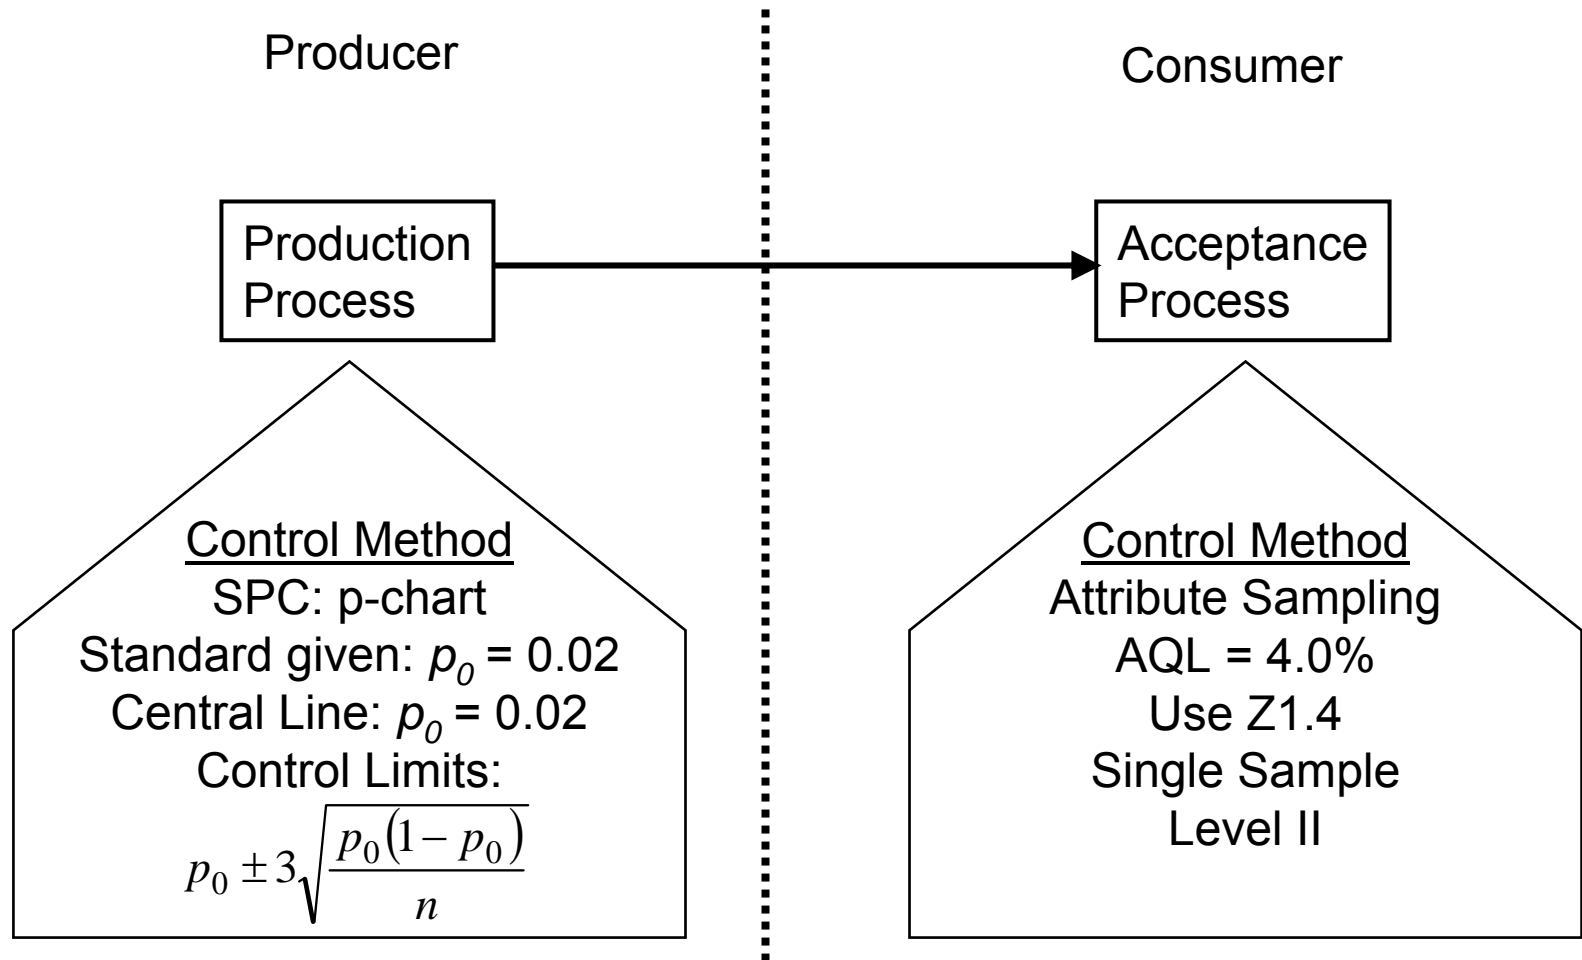 Producer
Consumer
Production
Process
Acceptance
Process
Control Method
SPC: p-chart
Standard given: p₀ = 0.02
Central Line: p₀ = 0.02
Control Limits:
p₀ ± 3√(p₀(1 − p₀)/n)
Control Method
Attribute Sampling
AQL = 4.0%
Use Z1.4
Single Sample
Level II